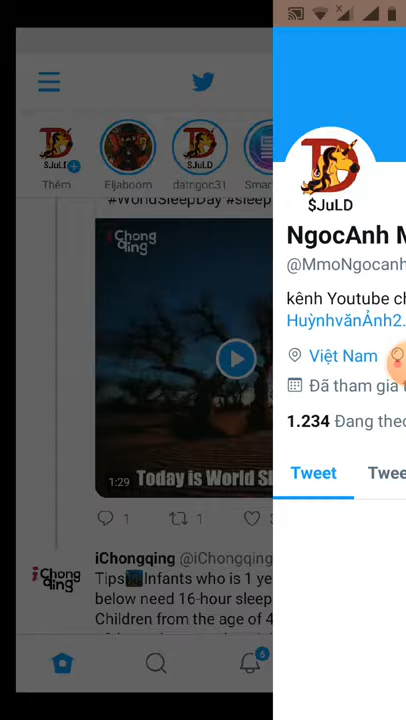 Thêm
Eijaboom
datngoc31
Smar
$JuLD
#WorldSleepDay #sleep
iChong
qing
1:29
Today is World Sl
1
1
iChongqing @iChongqing
iChong
qing
Tips Infants who is 1 ye
below need 16-hour sleep
Children from the age of 4
6
$JuLD
NgocAnh M
@MmoNgocanh
kênh Youtube ch
HuỳnhvănẢnh2.
Việt Nam
Đã tham gia t
1.234 Đang theo
Tweet
Twee